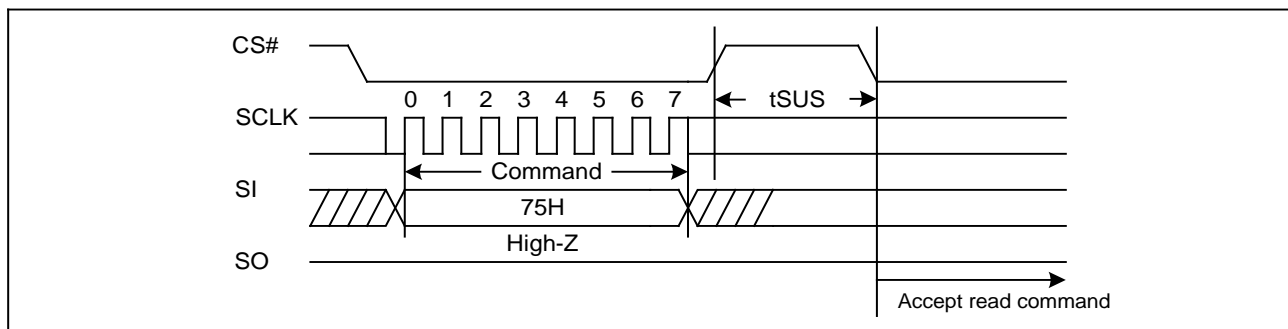 CS#
tSUS
0 1 2 3 4 5 6 7
SCLK
Command
SI
75H
High-Z
SO
Accept read command